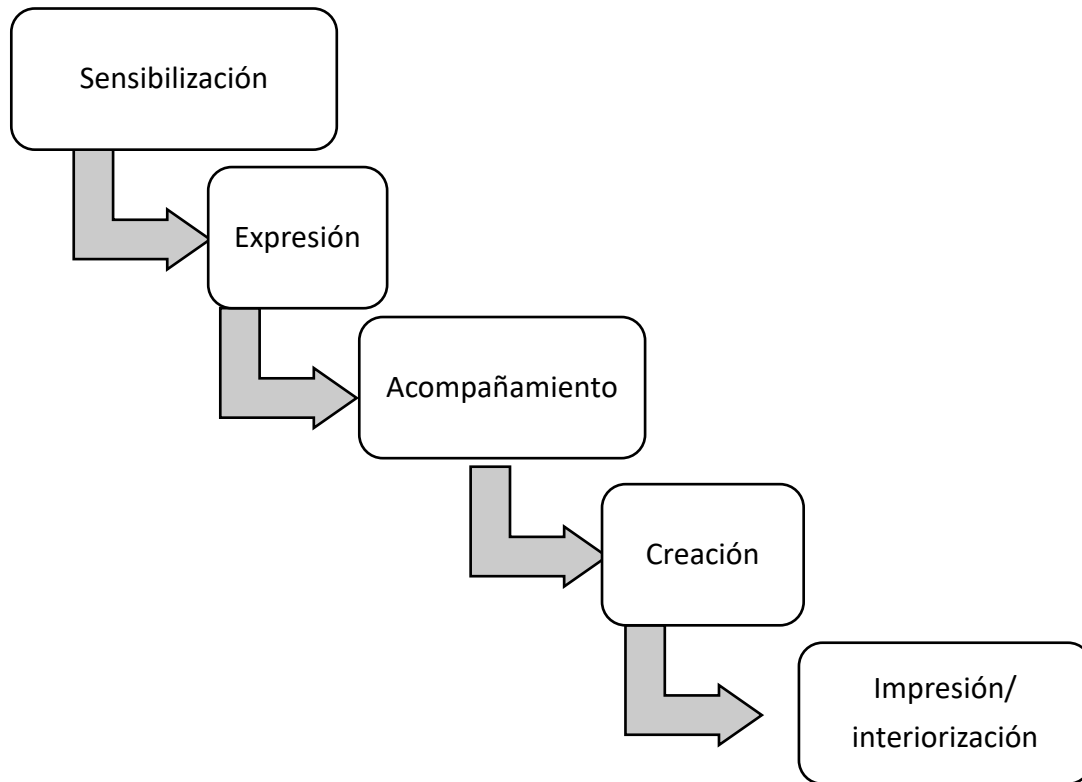 Sensibilización
Expresión
Acompañamiento
Creación
Impresión/
interiorización